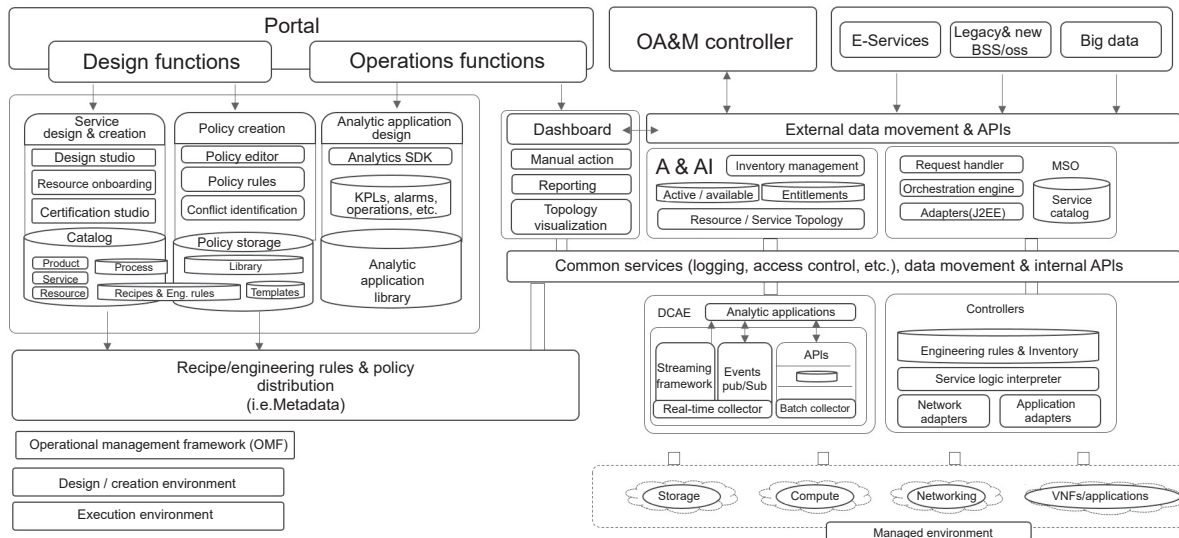 Portal
Design functions
Operations functions
OA&M controller
E-Services
Legacy& new
BSS/oss
Big data
Service
design & creation
Design studio
Resource onboarding
Certification studio
Catalog
Product
Service
Resource
Process
Recipes & Eng. rules
Policy creation
Policy editor
Policy rules
Conflict identification
Policy storage
Library
Templates
Analytic application
design
Analytics SDK
KPLs, alarms,
operations, etc.
Analytic
application
library
Dashboard
Manual action
Reporting
Topology
visualization
External data movement & APIs
A & AI
Inventory management
Active / available
Entitlements
Resource / Service Topology
Request handler
Orchestration engine
Adapters(J2EE)
MSO
Service
catalog
Common services (logging, access control, etc.), data movement & internal APIs
Recipe/engineering rules & policy
distribution
(i.e.Metadata)
DCAE
Analytic applications
Streaming
framework
Events
pub/Sub
APIs
Real-time collector
Batch collector
Controllers
Engineering rules & Inventory
Service logic interpreter
Network
adapters
Application
adapters
Operational management framework (OMF)
Design / creation environment
Execution environment
Storage
Compute
Networking
VNFs/applications
Managed environment